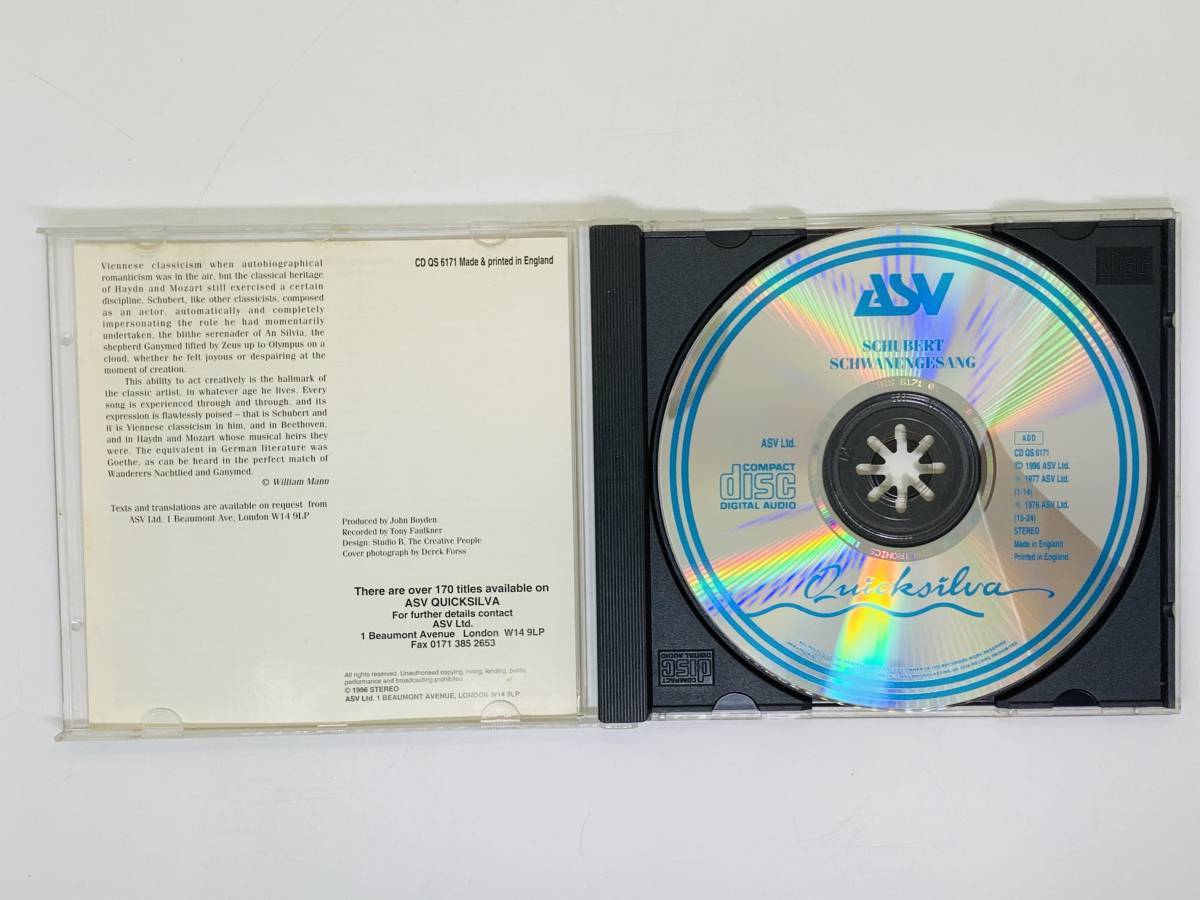 Viennese classicism when autobiographical
romanticism was in the air, but the classical heritage
of Haydn and Mozart still exercised a certain
discipline. Schubert, like other classicists, composed
as an actor, automatically and completely
impersonating the role he had momentarily
undertaken, the blithe serenader of An Silvia, the
shepherd Ganymed lifted by Zeus up to Olympus on a
cloud, whether he felt joyous or despairing at the
moment of creation.
This ability to act creatively is the hallmark of
the classic artist, in whatever age he lives. Every
song is experienced through and through, and its
expression is flawlessly poised – that is Schubert and
it is Viennese classicism in him, and in Beethoven,
and in Haydn and Mozart whose musical heirs they
were. The equivalent in German literature was
Goethe, as can be heard in the perfect match of
Wanderers Nachtlied and Ganymed.
© William Mann
Texts and translations are available on request from
ASV Ltd. 1 Beaumont Ave, London W14 9LP
CD QS 6171 Made & printed in England
Produced by John Boyden
Recorded by Tony Faulkner
Design: Studio B, The Creative People
Cover photograph by Derek Forss
There are over 170 titles available on
ASV QUICKSILVA
For further details contact
ASV Ltd.
1 Beaumont Avenue London W14 9LP
Fax 0171 385 2653
All rights reserved. Unauthorised copying, hiring, lending, public
performance and broadcasting prohibited.
© 1996 STEREO
ASV Ltd. 1 BEAUMONT AVENUE, LONDON W14 9LP
ASV
SCHUBERT
SCHWANENGESANG
6171 0
ASV Ltd.
COMPACT
disc
DIGITAL AUDIO
ADD
CD QS 6171
© 1996 ASV Ltd.
℗ 1977 ASV Ltd.
(1-14)
℗ 1976 ASV Ltd.
(15-24)
STEREO
Made in England
Printed in England
Quicksilva
disc
COMPACT
disc
DIGITAL AUDIO